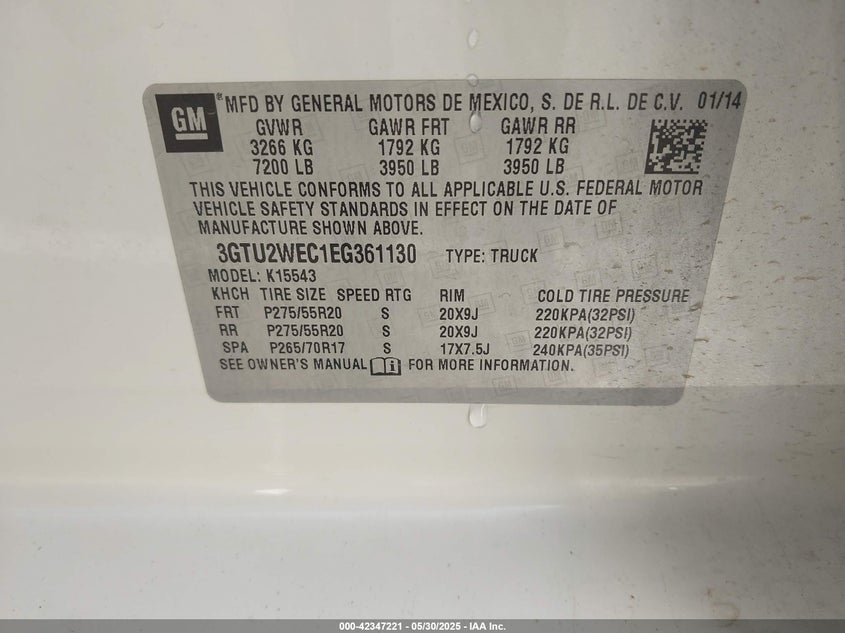 GM
MFD BY GENERAL MOTORS DE MEXICO, S. DE R.L. DE C.V. 01/14
GVWR GAWR FRT GAWR RR
3266 KG 1792 KG 1792 KG
7200 LB 3950 LB 3950 LB
THIS VEHICLE CONFORMS TO ALL APPLICABLE U.S. FEDERAL MOTOR
VEHICLE SAFETY STANDARDS IN EFFECT ON THE DATE OF
MANUFACTURE SHOWN ABOVE.
3GTU2WEC1EG361130 TYPE: TRUCK
MODEL: K15543
KHCH TIRE SIZE SPEED RTG RIM COLD TIRE PRESSURE
FRT P275/55R20 S 20X9J 220KPA(32PSI)
RR P275/55R20 S 20X9J 220KPA(32PSI)
SPA P265/70R17 S 17X7.5J 240KPA(35PSI)
SEE OWNER'S MANUAL i FOR MORE INFORMATION.
000-42347221 - 05/30/2025 - IAA Inc.